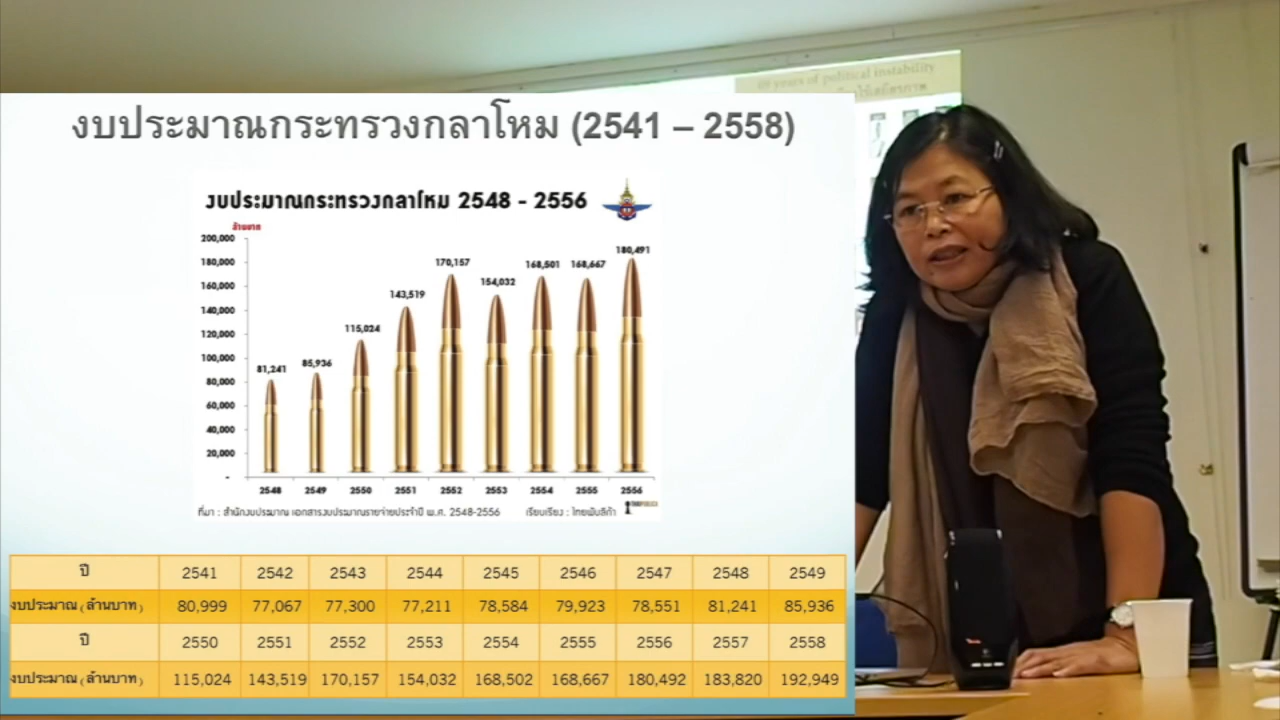 60 years of political instability
งบประมาณกระทรวงกลาโหม (2541 – 2558)
งบประมาณกระทรวงกลาโหม 2548 - 2556
ล้านบาท
200,000
180,000
160,000
140,000
120,000
100,000
80,000
60,000
40,000
20,000
-
81,241
85,936
115,024
143,519
170,157
154,032
168,501
168,667
180,491
2548 2549 2550 2551 2552 2553 2554 2555 2556
ที่มา : สำนักงบประมาณ เอกสารงบประมาณรายจ่ายประจำปี พ.ศ. 2548-2556 เรียบเรียง : ไทยพับลิก้า
ปี 2541 2542 2543 2544 2545 2546 2547 2548 2549
งบประมาณ (ล้านบาท) 80,999 77,067 77,300 77,211 78,584 79,923 78,551 81,241 85,936
ปี 2550 2551 2552 2553 2554 2555 2556 2557 2558
งบประมาณ (ล้านบาท) 115,024 143,519 170,157 154,032 168,502 168,667 180,492 183,820 192,949